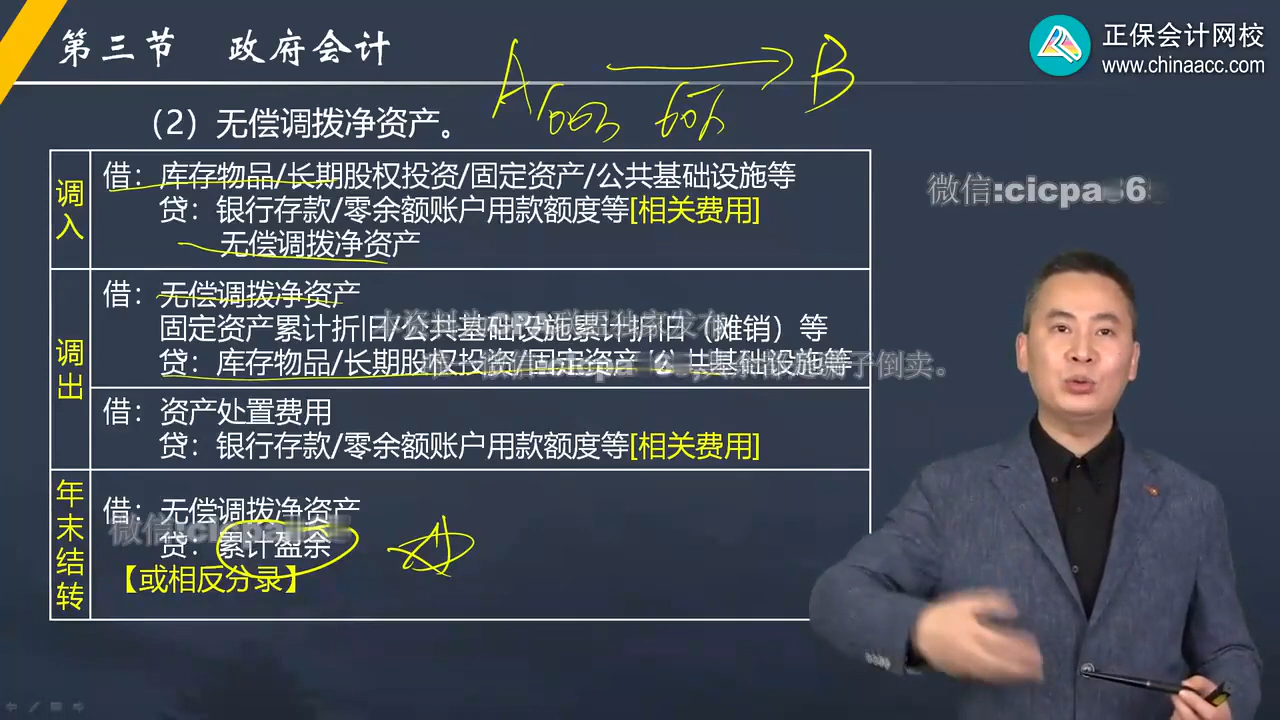 第三节 政府会计
正保会计网校
www.chinaacc.com
A → B
（2）无偿调拨净资产。
调入
借：库存物品/长期股权投资/固定资产/公共基础设施等
贷：银行存款/零余额账户用款额度等[相关费用]
无偿调拨净资产
微信:cicpa
调出
借：无偿调拨净资产
固定资产累计折旧/公共基础设施累计折旧（摊销）等
贷：库存物品/长期股权投资/固定资产/公共基础设施等
倒卖。
借：资产处置费用
贷：银行存款/零余额账户用款额度等[相关费用]
年末结转
借：无偿调拨净资产
贷：累计盈余
【或相反分录】
微信:cicpa